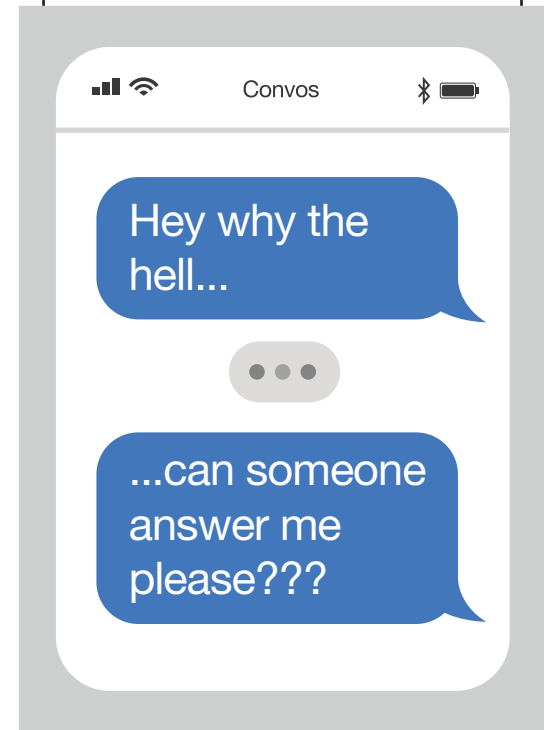 Convos
Hey why the
hell...
...can someone
answer me
please???